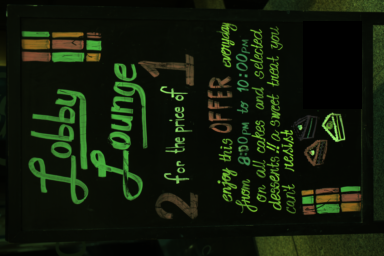 Lobby
Lounge
2 for the price of 1
OFFER
enjoy this everyday
from 8:00PM to 10:00PM
on all cakes and selected
desserts!! a sweet treat you
can't resist